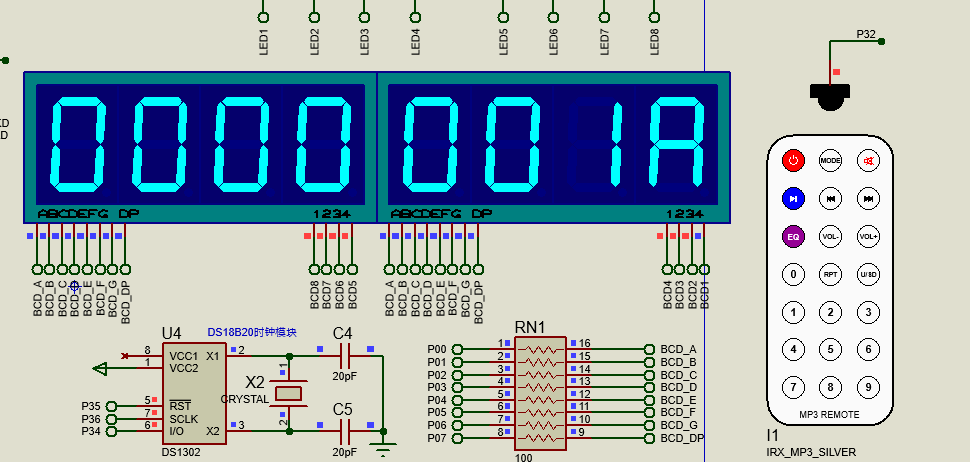 P32
LED1 LED2 LED3 LED4 LED5 LED6 LED7 LED8
D
0000 001A
ABCDEFG DP 1234 ABCDEFG DP 1234
BCD_A BCD_B BCD_C BCD_E BCD_F BCD_G BCD_DP BCD8 BCD7 BCD6 BCD5 BCD_A BCD_B BCD_C BCD_D BCD_E BCD_F BCD_G BCD_DP BCD4 BCD3 BCD2 BCD1
MODE
EQ VOL- VOL+
0 RPT U/SD
1 2 3
4 5 6
7 8 9
MP3 REMOTE
I1
IRX_MP3_SILVER
U4
DS18B20时钟模块
8 VCC1 X1 2
1 VCC2
P35 5 RST
P36 7 SCLK
P34 6 I/O X2 3
DS1302
X2
CRYSTAL
1
2
C4
20pF
C5
20pF
RN1
P00 1 16 BCD_A
P01 2 15 BCD_B
P02 3 14 BCD_C
P03 4 13 BCD_D
P04 5 12 BCD_E
P05 6 11 BCD_F
P06 7 10 BCD_G
P07 8 9 BCD_DP
100